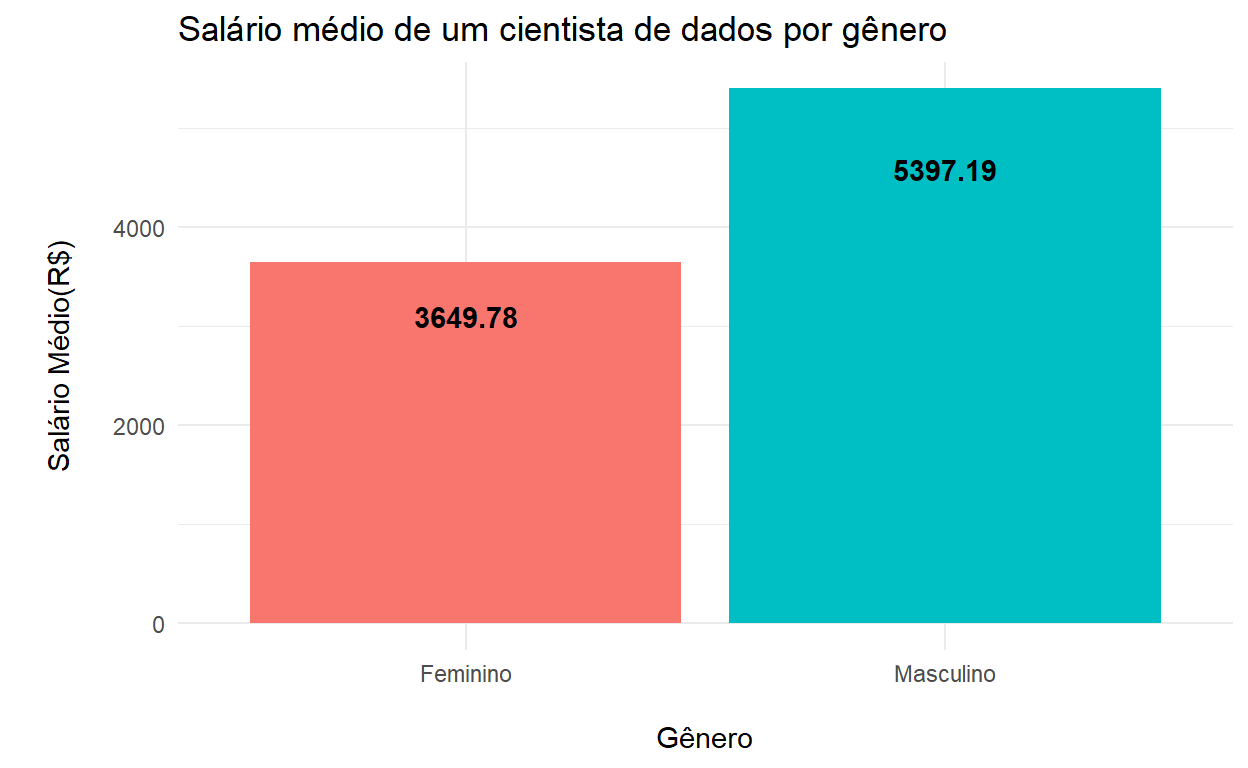 Salário médio de um cientista de dados por gênero
5397.19
3649.78
4000
2000
0
Salário Médio(R$)
Feminino
Masculino
Gênero